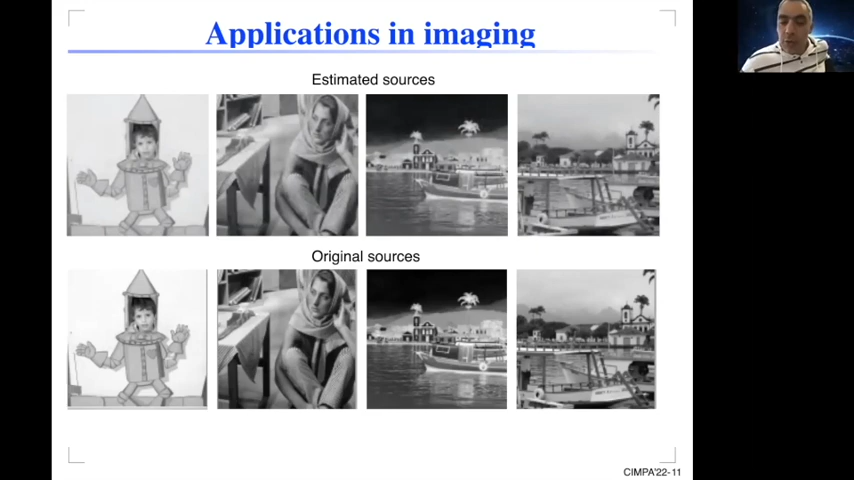 Applications in imaging
Estimated sources
Original sources
CIMPA'22-11